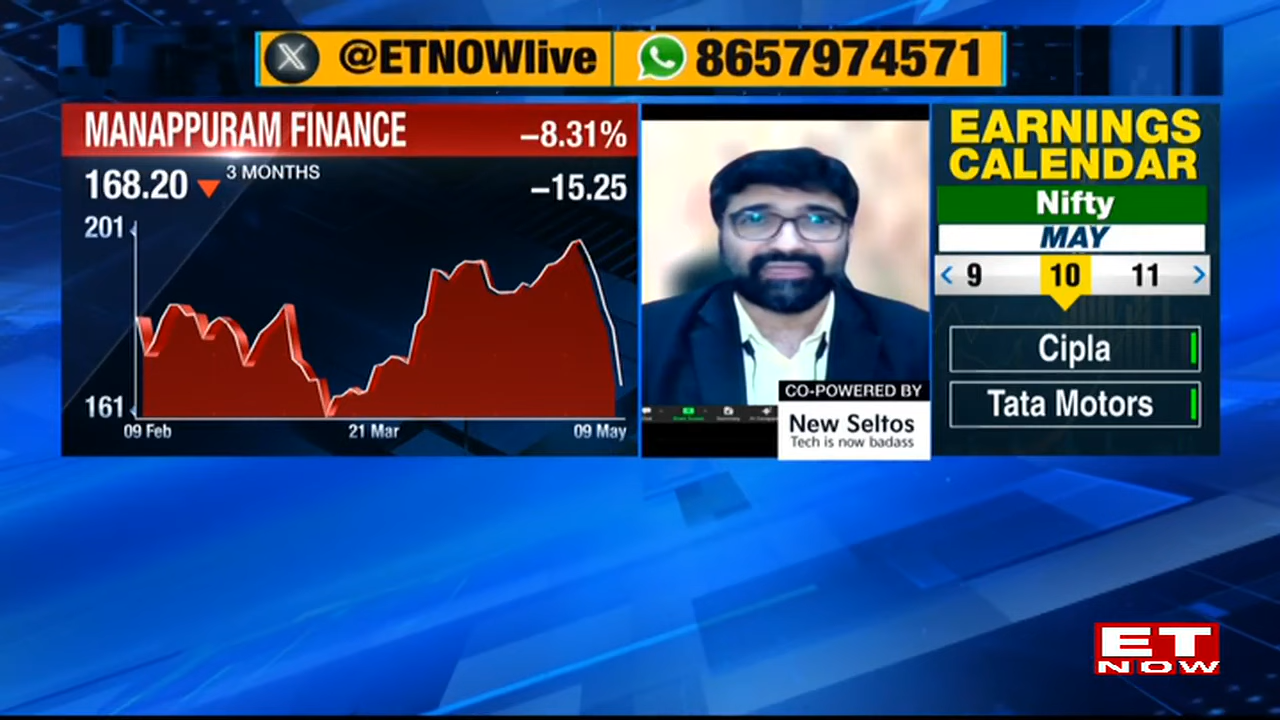 @ETNOWlive
8657974571
MANAPPURAM FINANCE
-8.31%
168.20
3 MONTHS
-15.25
201
161
09 Feb
21 Mar
09 May
CO-POWERED BY
New Seltos
Tech is now badass
EARNINGS
CALENDAR
Nifty
MAY
9 10 11
Cipla
Tata Motors
ET
NOW